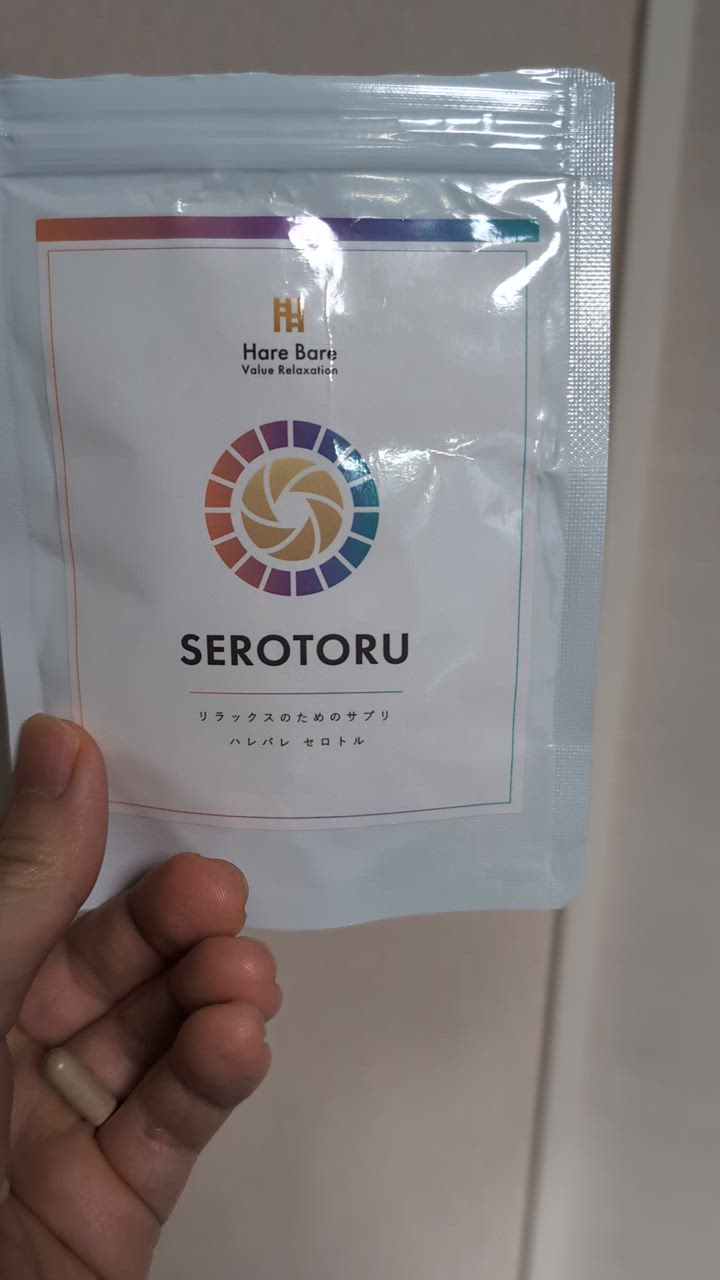 Hare Bare
Value Relaxation
SEROTORU
リラックスのためのサプリ
ハレバレ セロトル